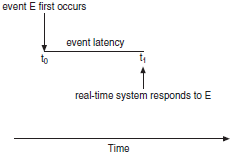 event E first occurs
event latency
t0
t1
real-time system responds to E
Time